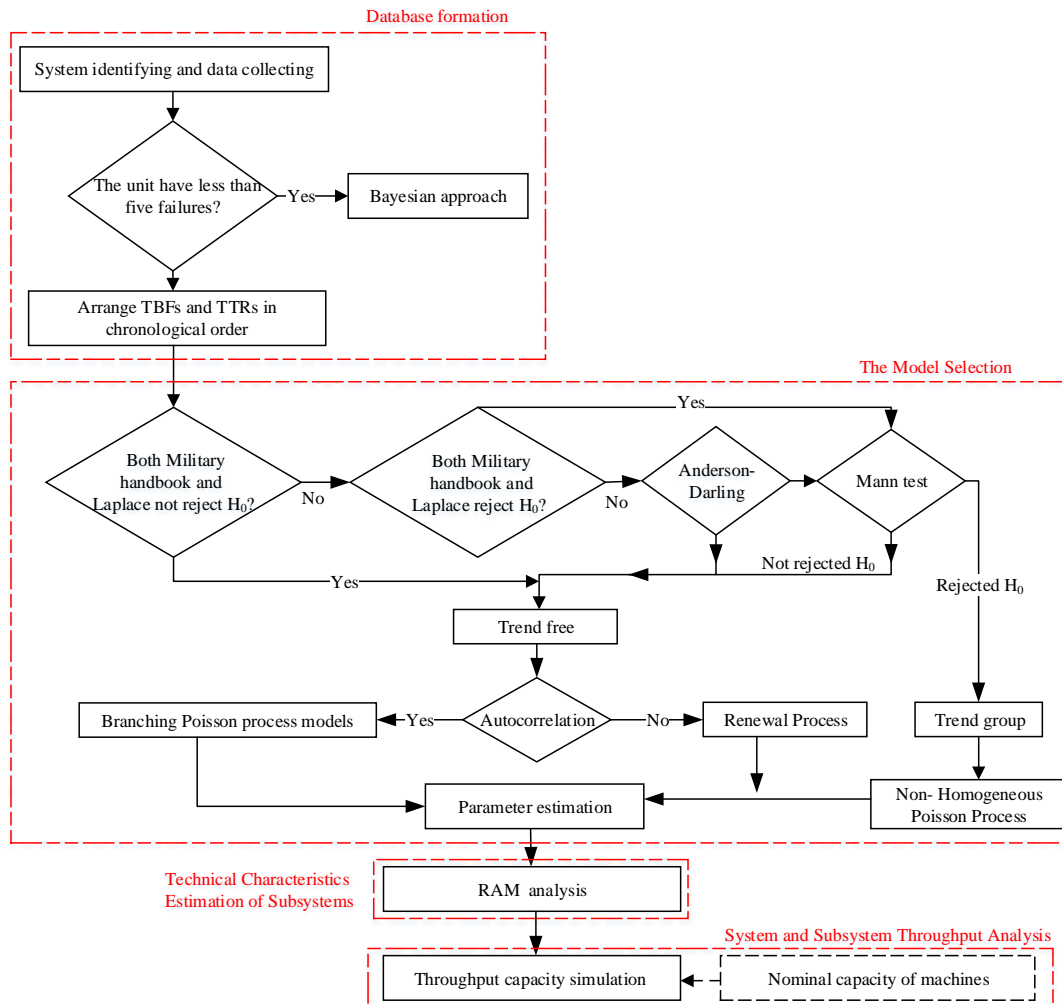 Database formation
System identifying and data collecting
The unit have less than
five failures?
Yes
Bayesian approach
Arrange TBFs and TTRs in
chronological order
The Model Selection
Yes
Both Military
handbook and
Laplace not reject H₀?
No
Both Military
handbook and
Laplace reject H₀?
No
Anderson-
Darling
Mann test
Not rejected H₀
Yes
Rejected H₀
Trend free
Branching Poisson process models
Yes
Autocorrelation
No
Renewal Process
Trend group
Parameter estimation
Non- Homogeneous
Poisson Process
Technical Characteristics
Estimation of Subsystems
RAM analysis
System and Subsystem Throughput Analysis
Throughput capacity simulation
Nominal capacity of machines